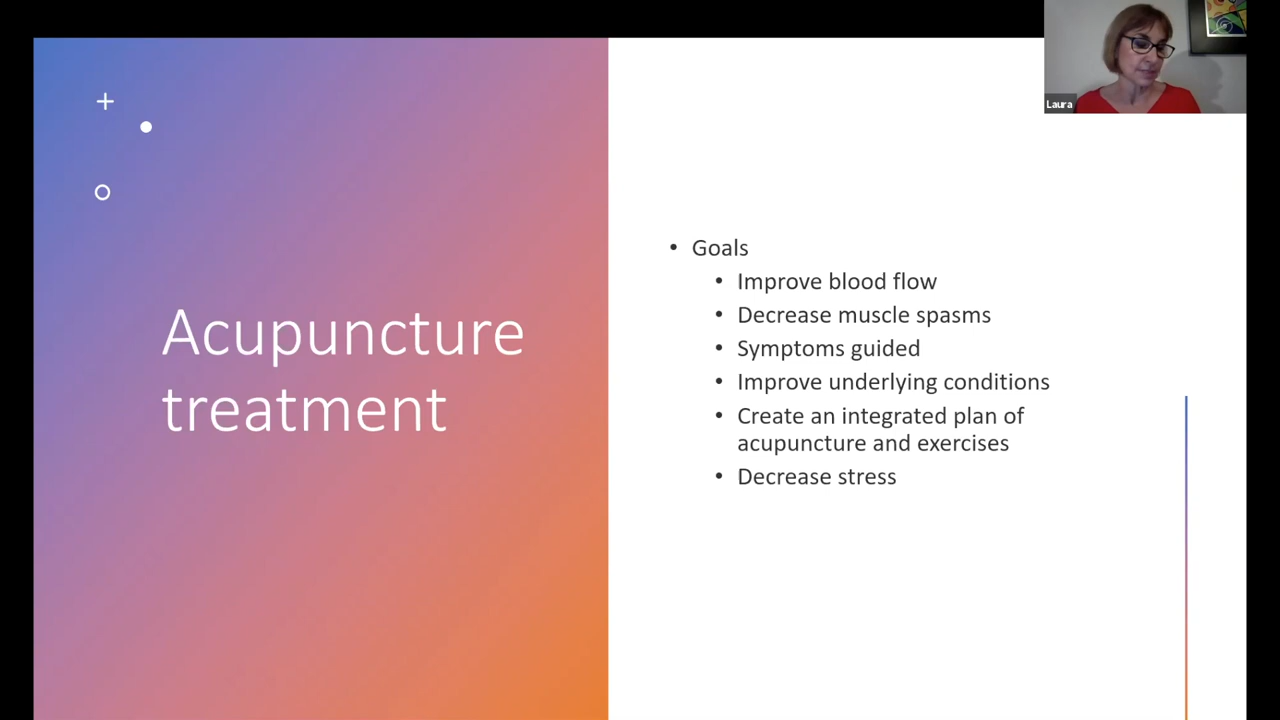 Laura
Acupuncture
treatment
• Goals
• Improve blood flow
• Decrease muscle spasms
• Symptoms guided
• Improve underlying conditions
• Create an integrated plan of
acupuncture and exercises
• Decrease stress